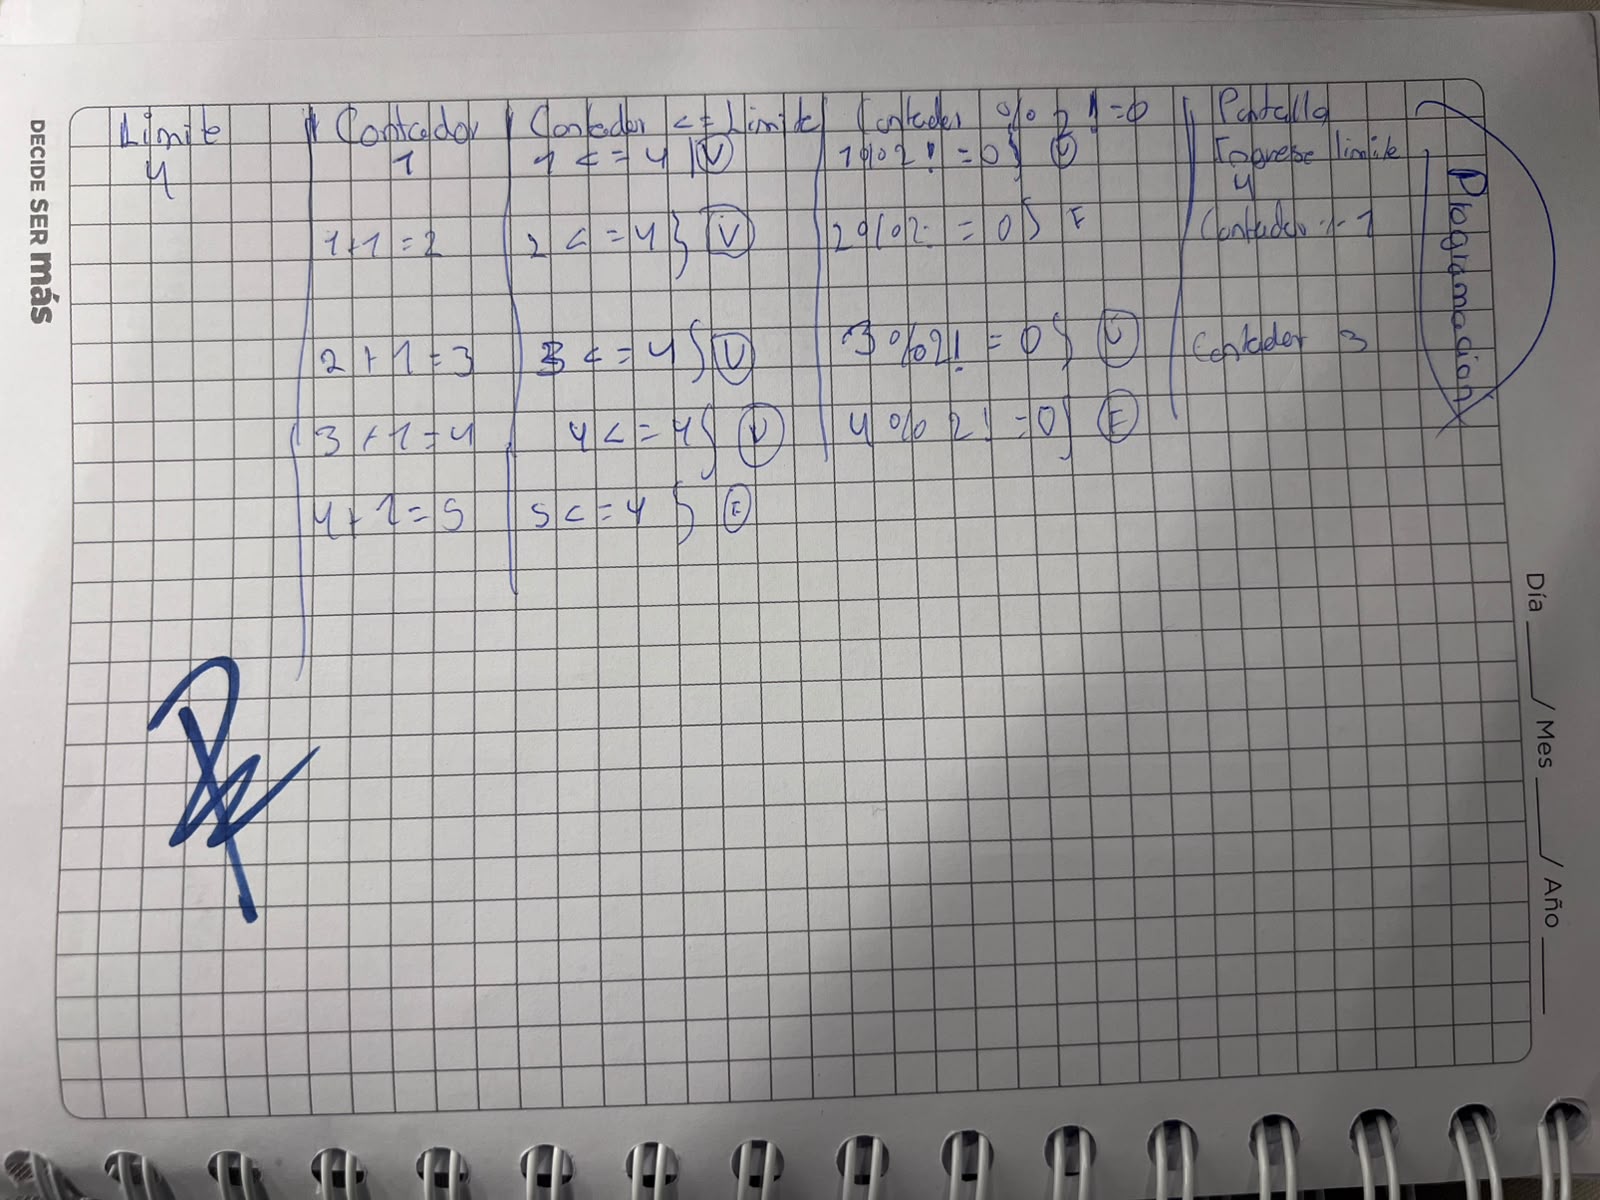 Límite Contador Contador <= Limite Contador % 2 != 0 Pantalla
4 1 1 <= 4 } V 1 % 2 ! = 0 } V Ingrese limite
4
1+1 = 2 2 <= 4 } V 2 % 2 ! = 0 } F Contador 1
2 + 1 = 3 3 <= 4 } V 3 % 2 ! = 0 } V Contador 3
3 + 1 = 4 4 <= 4 } V 4 % 2 ! = 0 } F
4 + 1 = 5 5 <= 4 } F
Programacion
DECIDE SER más
Día / Mes / Año